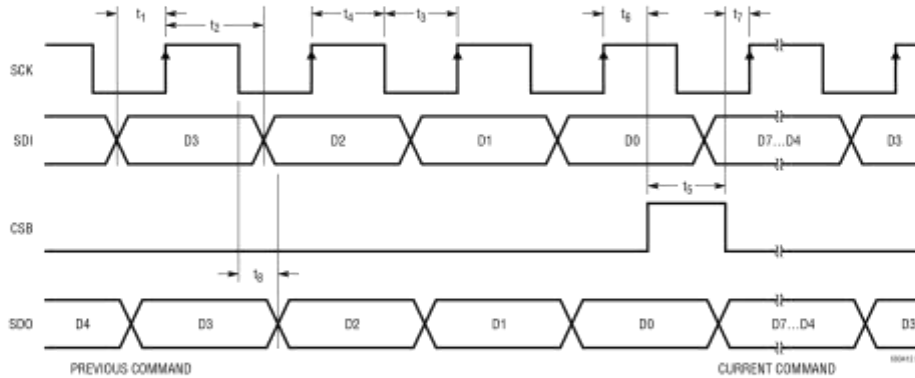 t1 t2 t4 t3 t6 t7
SCK
SDI D3 D2 D1 D0 D7...D4 D3
t5
CSB
t8
SDO D4 D3 D2 D1 D0 D7...D4 D3
PREVIOUS COMMAND CURRENT COMMAND